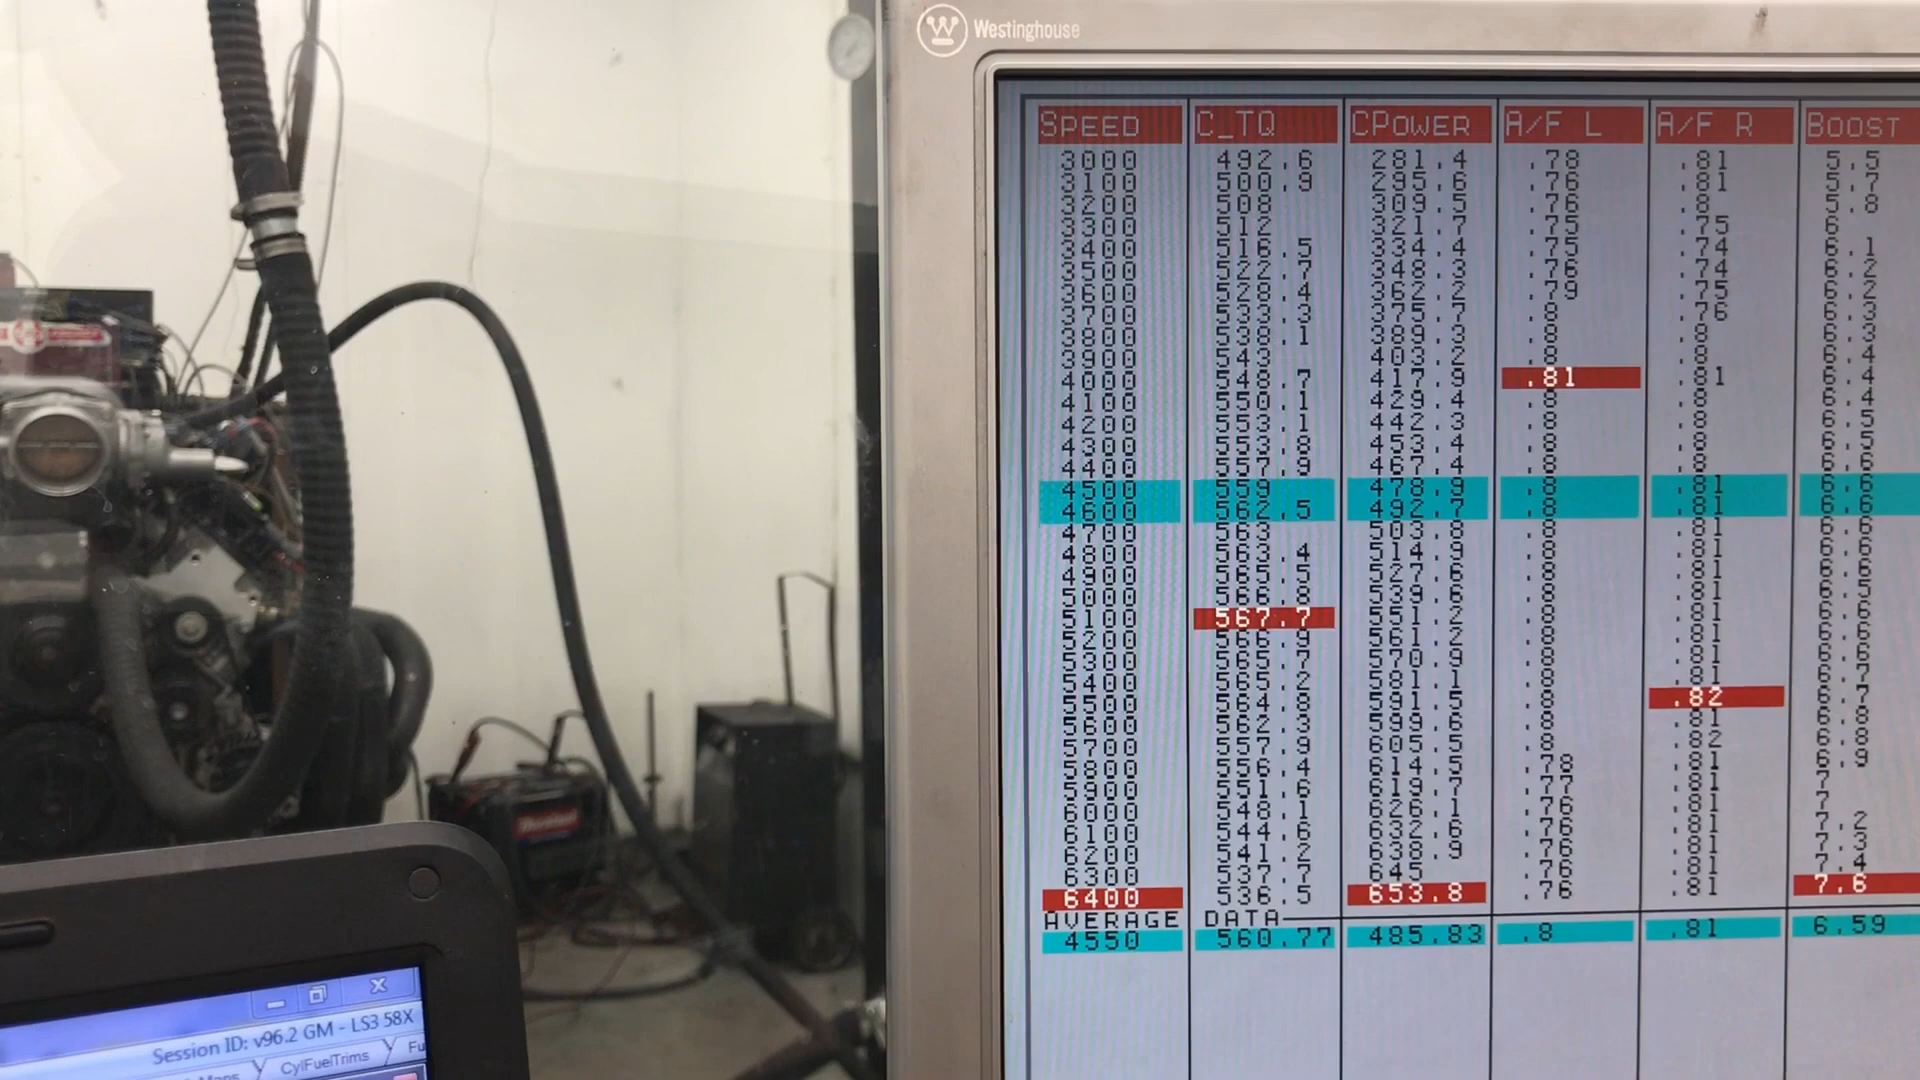 Westinghouse
SPEED C_TQ CPOWER A/F L A/F R BOOST
3000 492.6 281.4 .78 .81 5.5
3100 500.9 295.6 .76 .81 5.7
3200 508 309.5 .76 .8 5.8
3300 512 321.7 .75 .75 6
3400 516.5 334.4 .75 .74 6.1
3500 522.7 348.3 .76 .74 6.2
3600 528.4 362.2 .79 .75 6.2
3700 533.3 375.7 .8 .76 6.3
3800 538.1 389.3 .8 .8 6.3
3900 543 403.2 .8 .8 6.4
4000 548.7 417.9 .81 .81 6.4
4100 550.1 429.4 .8 .8 6.4
4200 553.1 442.3 .8 .8 6.5
4300 553.8 453.4 .8 .8 6.5
4400 557.9 467.4 .8 .8 6.6
4500 559 478.9 .8 .81 6.6
4600 562.5 492.7 .8 .81 6.6
4700 563 503.8 .8 .81 6.6
4800 563.4 514.9 .8 .81 6.6
4900 565.5 527.6 .8 .81 6.6
5000 566.8 539.6 .8 .81 6.5
5100 567.7 551.2 .8 .81 6.6
5200 566.9 561.2 .8 .81 6.6
5300 565.7 570.9 .8 .81 6.6
5400 565.2 581.1 .8 .81 6.7
5500 564.8 591.5 .8 .82 6.7
5600 562.3 599.6 .8 .81 6.8
5700 557.9 605.5 .8 .82 6.8
5800 556.4 614.5 .78 .81 6.9
5900 551.6 619.7 .77 .81 7
6000 548.1 626.1 .76 .81 7
6100 544.6 632.6 .76 .81 7.2
6200 541.2 638.9 .76 .81 7.3
6300 537.7 645 .76 .81 7.4
6400 536.5 653.8 .76 .81 7.6
AVERAGE DATA
4550 560.77 485.83 .8 .81 6.59
Session ID: v96.2 GM - LS3 58X
Maps CylFuelTrims Fu